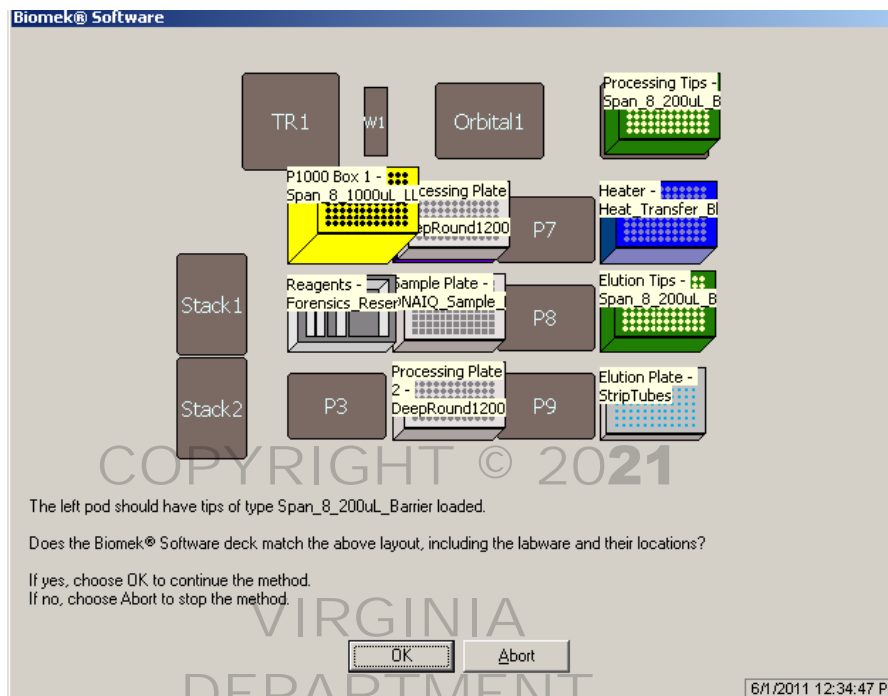 Biomek® Software
TR1
W1
Orbital1
Processing Tips -
Span_8_200uL_B
P1000 Box 1 -
Span_8_1000uL_LL
cessing Plate
epRound1200
P7
Heater -
Heat_Transfer_Bl
Stack1
Reagents -
Forensics_Reser
Sample Plate -
DNAIQ_Sample_
P8
Elution Tips -
Span_8_200uL_B
Stack2
P3
Processing Plate
2 -
DeepRound1200
P9
Elution Plate -
StripTubes
COPYRIGHT © 2021
The left pod should have tips of type Span_8_200uL_Barrier loaded.
Does the Biomek® Software deck match the above layout, including the labware and their locations?
If yes, choose OK to continue the method.
If no, choose Abort to stop the method.
VIRGINIA
OK
Abort
DEPARTMENT
6/1/2011 12:34:47 P